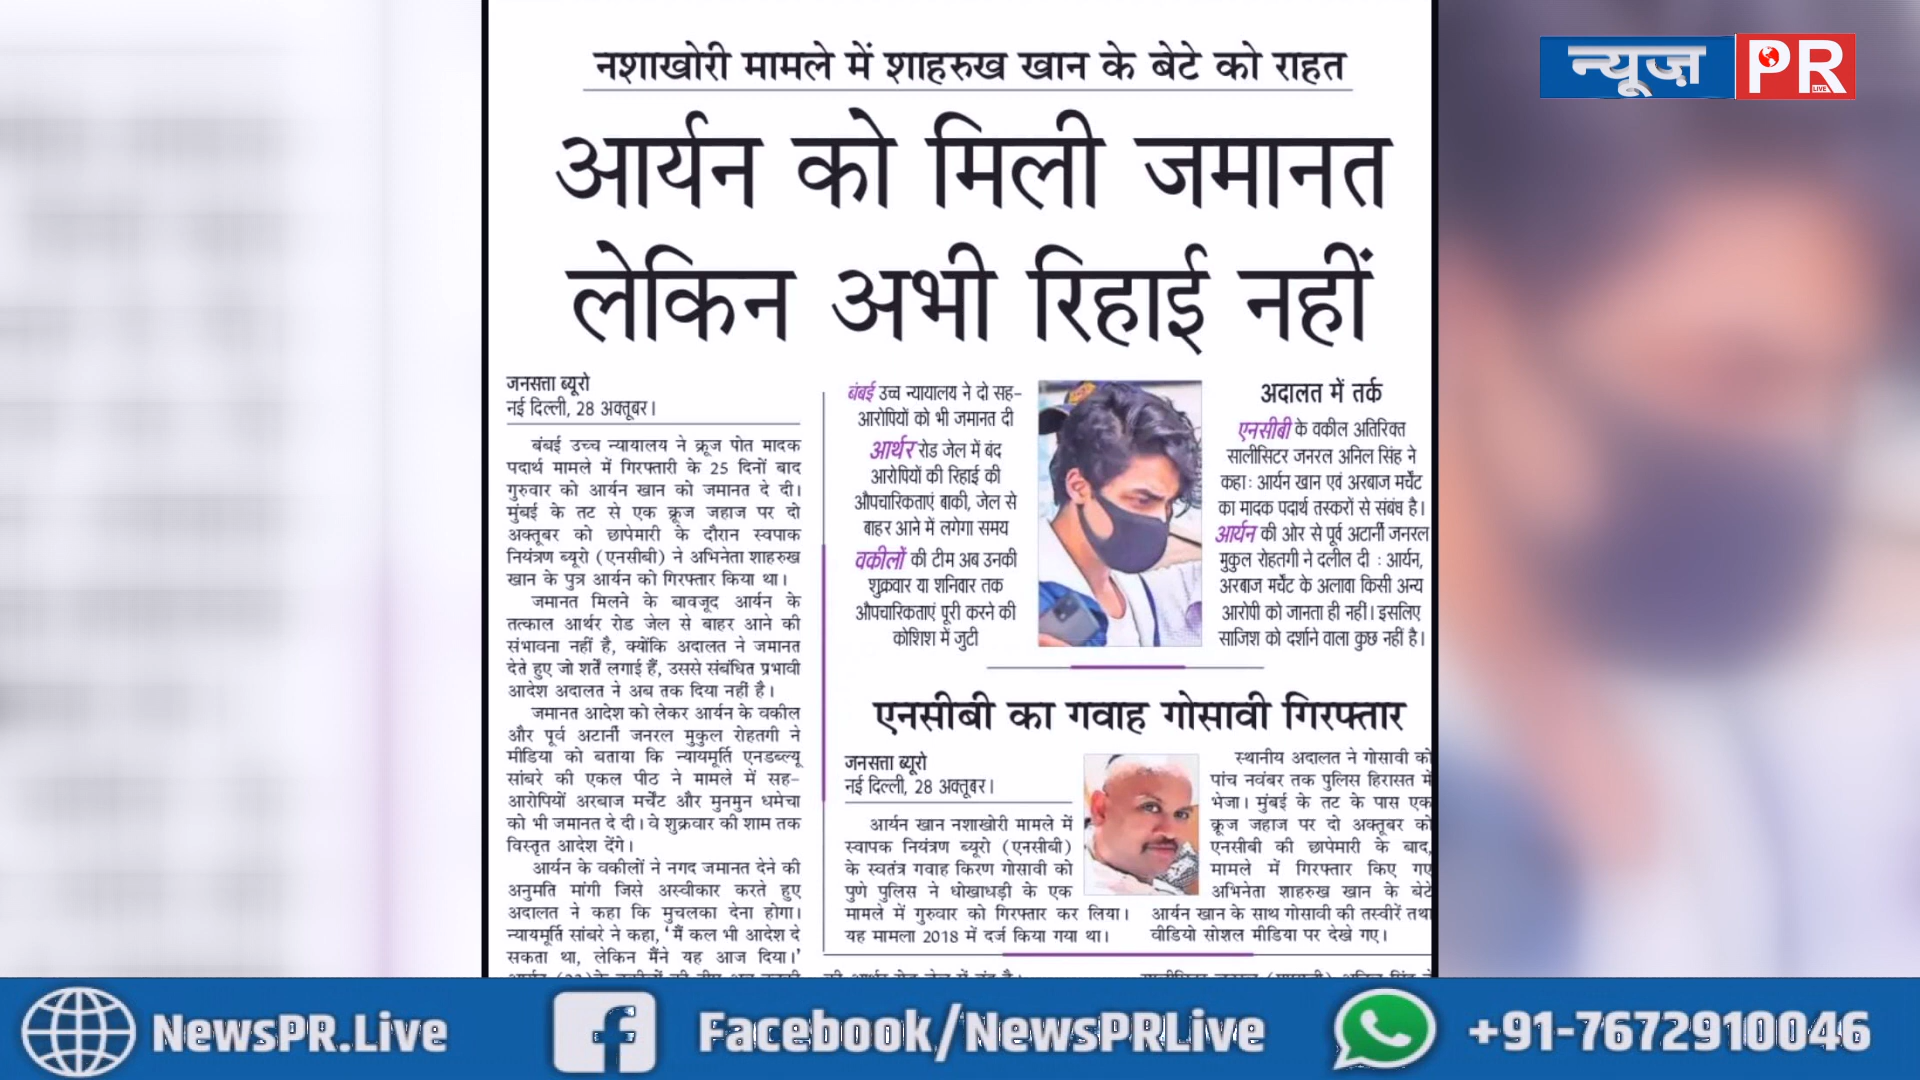 नशाखोरी मामले में शाहरुख खान के बेटे को राहत
आर्यन को मिली जमानत
लेकिन अभी रिहाई नहीं
जनसत्ता ब्यूरो
नई दिल्ली, 28 अक्तूबर।
बंबई उच्च न्यायालय ने क्रूज पोत मादक
पदार्थ मामले में गिरफ्तारी के 25 दिनों बाद
गुरुवार को आर्यन खान को जमानत दे दी।
मुंबई के तट से एक क्रूज जहाज पर दो
अक्तूबर को छापेमारी के दौरान स्वपाक
नियंत्रण ब्यूरो (एनसीबी) ने अभिनेता शाहरुख
खान के पुत्र आर्यन को गिरफ्तार किया था।
जमानत मिलने के बावजूद आर्यन के
तत्काल आर्थर रोड जेल से बाहर आने की
संभावना नहीं है, क्योंकि अदालत ने जमानत
देते हुए जो शर्तें लगाई हैं, उससे संबंधित प्रभावी
आदेश अदालत ने अब तक दिया नहीं है।
जमानत आदेश को लेकर आर्यन के वकील
और पूर्व अटार्नी जनरल मुकुल रोहतगी ने
मीडिया को बताया कि न्यायमूर्ति एनडब्ल्यू
सांबरे की एकल पीठ ने मामले में सह-
आरोपियों अरबाज मर्चेंट और मुनमुन धमेचा
को भी जमानत दे दी। वे शुक्रवार की शाम तक
विस्तृत आदेश देंगे।
आर्यन के वकीलों ने नगद जमानत देने की
अनुमति मांगी जिसे अस्वीकार करते हुए
अदालत ने कहा कि मुचलका देना होगा।
न्यायमूर्ति सांबरे ने कहा, 'मैं कल भी आदेश दे
सकता था, लेकिन मैंने यह आज दिया।'
बंबई उच्च न्यायालय ने दो सह-
आरोपियों को भी जमानत दी
आर्थर रोड जेल में बंद
आरोपियों की रिहाई की
औपचारिकताएं बाकी, जेल से
बाहर आने में लगेगा समय
वकीलों की टीम अब उनकी
शुक्रवार या शनिवार तक
औपचारिकताएं पूरी करने की
कोशिश में जुटी
अदालत में तर्क
एनसीबी के वकील अतिरिक्त
सालीसिटर जनरल अनिल सिंह ने
कहा: आर्यन खान एवं अरबाज मर्चेंट
का मादक पदार्थ तस्करों से संबंध है।
आर्यन की ओर से पूर्व अटार्नी जनरल
मुकुल रोहतगी ने दलील दी : आर्यन,
अरबाज मर्चेंट के अलावा किसी अन्य
आरोपी को जानता ही नहीं। इसलिए
साजिश को दर्शाने वाला कुछ नहीं है।
एनसीबी का गवाह गोसावी गिरफ्तार
जनसत्ता ब्यूरो
नई दिल्ली, 28 अक्तूबर।
आर्यन खान नशाखोरी मामले में
स्वापक नियंत्रण ब्यूरो (एनसीबी)
के स्वतंत्र गवाह किरण गोसावी को
पुणे पुलिस ने धोखाधड़ी के एक
मामले में गुरुवार को गिरफ्तार कर लिया।
यह मामला 2018 में दर्ज किया गया था।
स्थानीय अदालत ने गोसावी को
पांच नवंबर तक पुलिस हिरासत में
भेजा। मुंबई के तट के पास एक
क्रूज जहाज पर दो अक्तूबर को
एनसीबी की छापेमारी के बाद,
मामले में गिरफ्तार किए गए
अभिनेता शाहरुख खान के बेटे
आर्यन खान के साथ गोसावी की तस्वीरें तथा
वीडियो सोशल मीडिया पर देखे गए।
न्यूज़ PR
LIVE
NewsPR.Live
Facebook/NewsPRLive
+91-7672910046